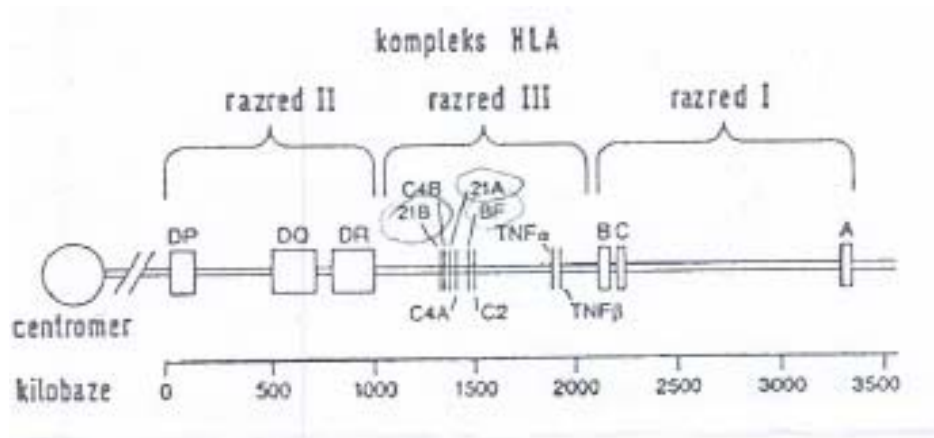 kompleks HLA
razred II razred III razred I
C4B 21A
21B BF
DP DQ DR TNFα B C A
C4A C2 TNFβ
centromer
kilobaze 0 500 1000 1500 2000 2500 3000 3500